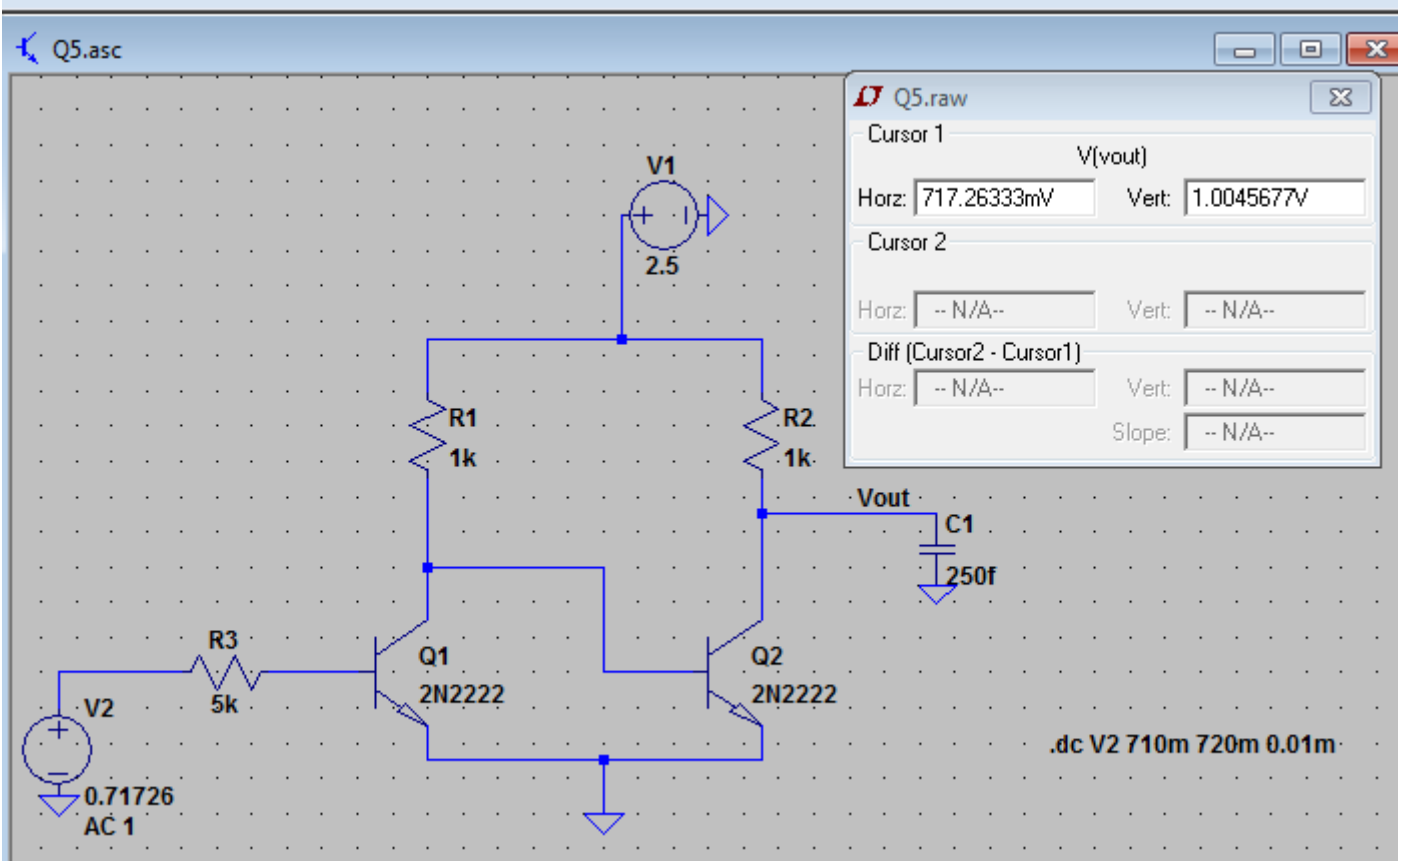 Q5.asc
Q5.raw
Cursor 1
V(vout)
Horz: 717.26333mV Vert: 1.0045677V
Cursor 2
Horz: -- N/A-- Vert: -- N/A--
Diff (Cursor2 - Cursor1)
Horz: -- N/A-- Vert: -- N/A--
Slope: -- N/A--
V1
2.5
R1
1k
R2
1k
Vout
C1
250f
R3
5k
Q1
2N2222
Q2
2N2222
V2
0.71726
AC 1
.dc V2 710m 720m 0.01m